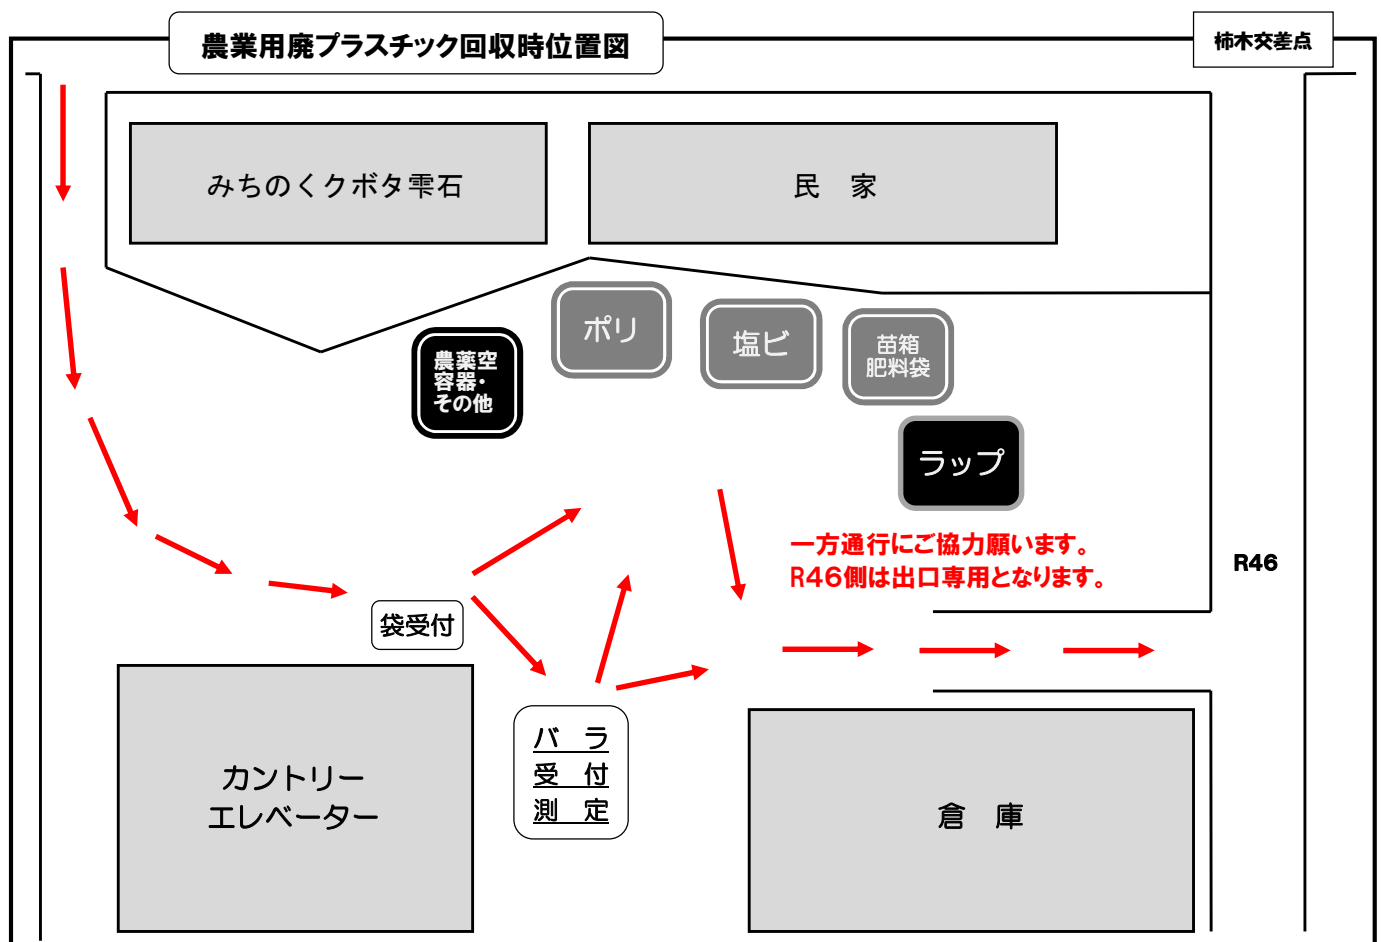 農業用廃プラスチック回収時位置図
柿木交差点
みちのくクボタ雫石
民　家
ポリ
塩ビ
苗箱
肥料袋
農薬空
容器・
その他
ラップ
一方通行にご協力願います。
R46側は出口専用となります。
R46
袋受付
バ　ラ
受　付
測　定
カントリー
エレベーター
倉　庫